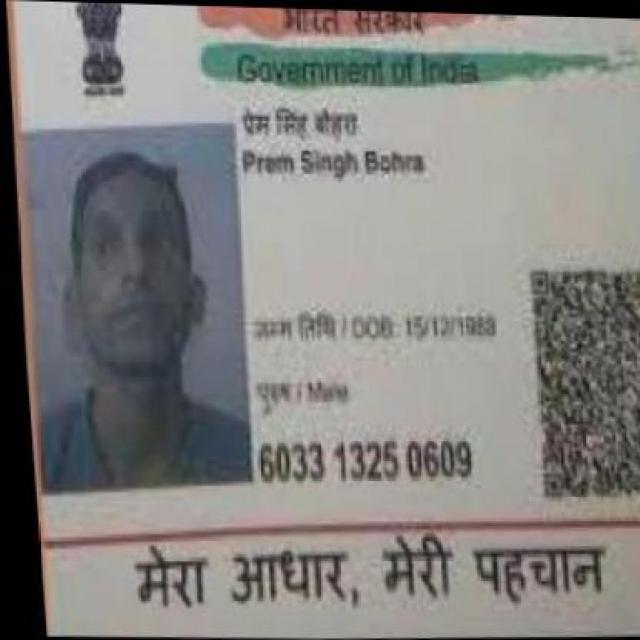 भारत सरकार
Government of India
प्रेम सिंह बोहरा
Prem Singh Bohra
जन्म तिथि / DOB: 15/12/1988
पुरुष / Male
6033 1325 0609
मेरा आधार, मेरी पहचान